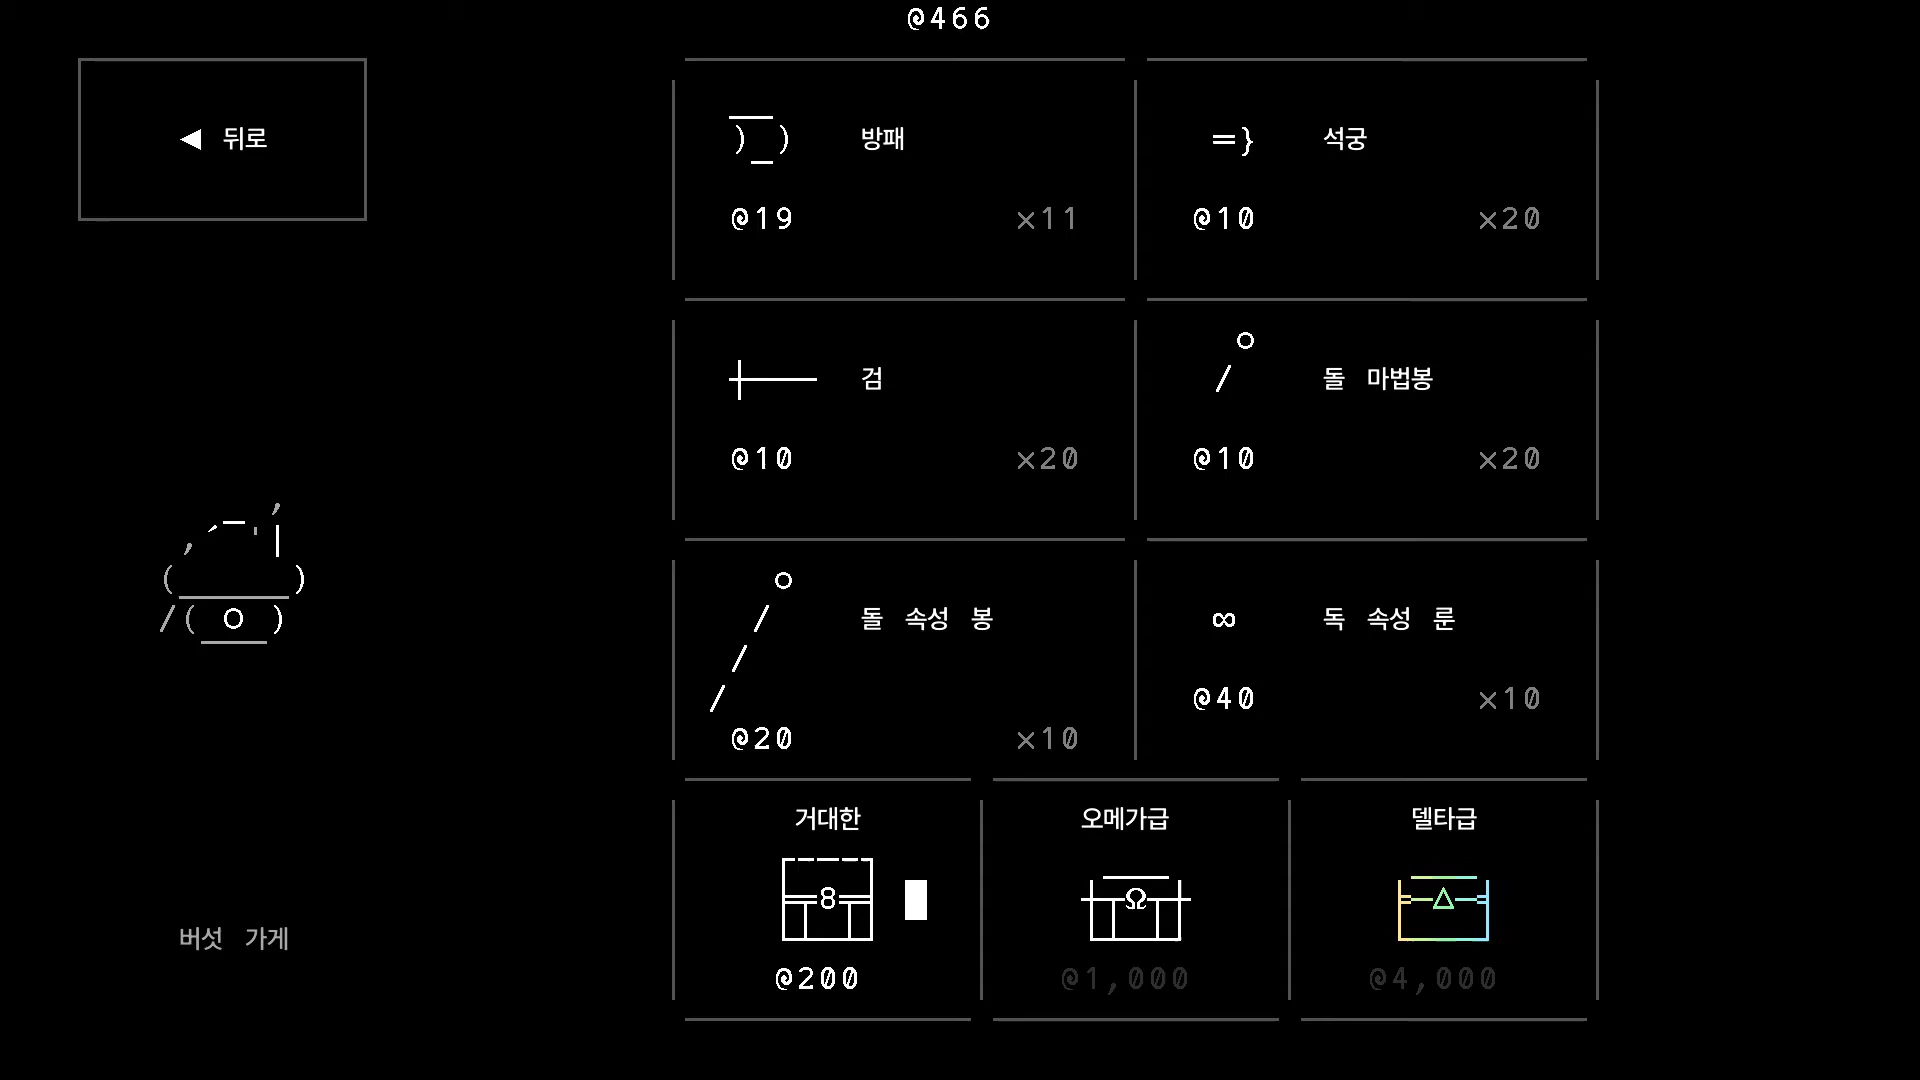 @466
◀ 뒤로
방패
@19 ×11
=} 석궁
@10 ×20
검
@10 ×20
돌 마법봉
@10 ×20
돌 속성 봉
@20 ×10
∞ 독 속성 룬
@40 ×10
거대한
8
@200
오메가급
Ω
@1,000
델타급
Δ
@4,000
버섯 가게